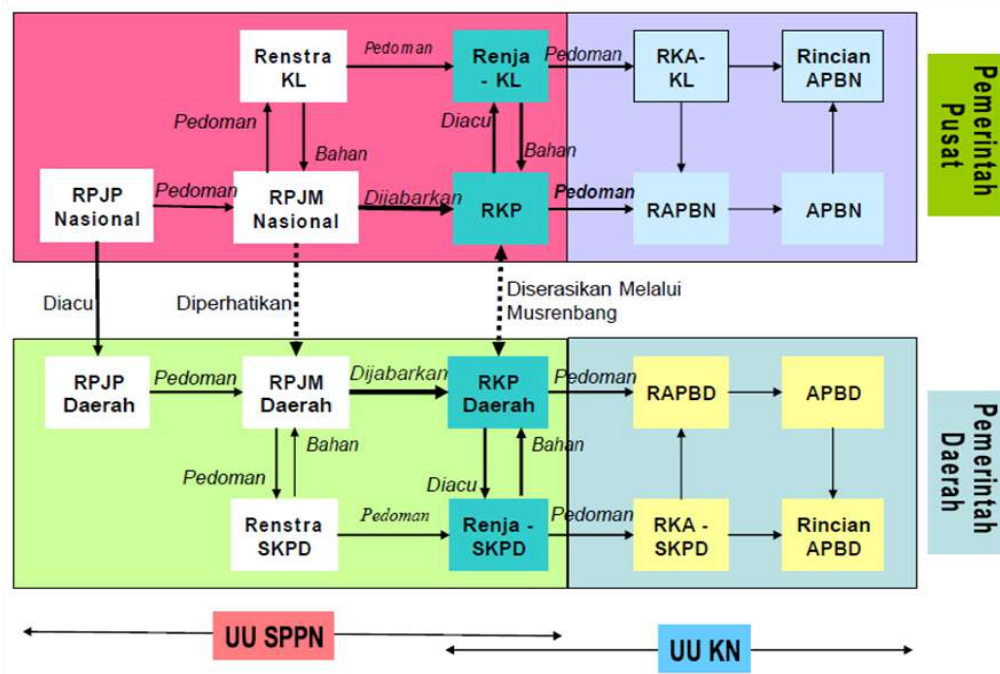 Renstra
KL
Pedoman
Renja
- KL
Pedoman
RKA-
KL
Rincian
APBN
Pedoman
Bahan
Diacu
Bahan
RPJP
Nasional
Pedoman
RPJM
Nasional
Dijabarkan
RKP
Pedoman
RAPBN
APBN
Pemerintah
Pusat
Diacu
Diperhatikan
Diserasikan Melalui
Musrenbang
RPJP
Daerah
Pedoman
RPJM
Daerah
Dijabarkan
RKP
Daerah
Pedoman
RAPBD
APBD
Pedoman
Bahan
Diacu
Bahan
Renstra
SKPD
Pedoman
Renja -
SKPD
Pedoman
RKA -
SKPD
Rincian
APBD
Pemerintah
Daerah
UU SPPN
UU KN